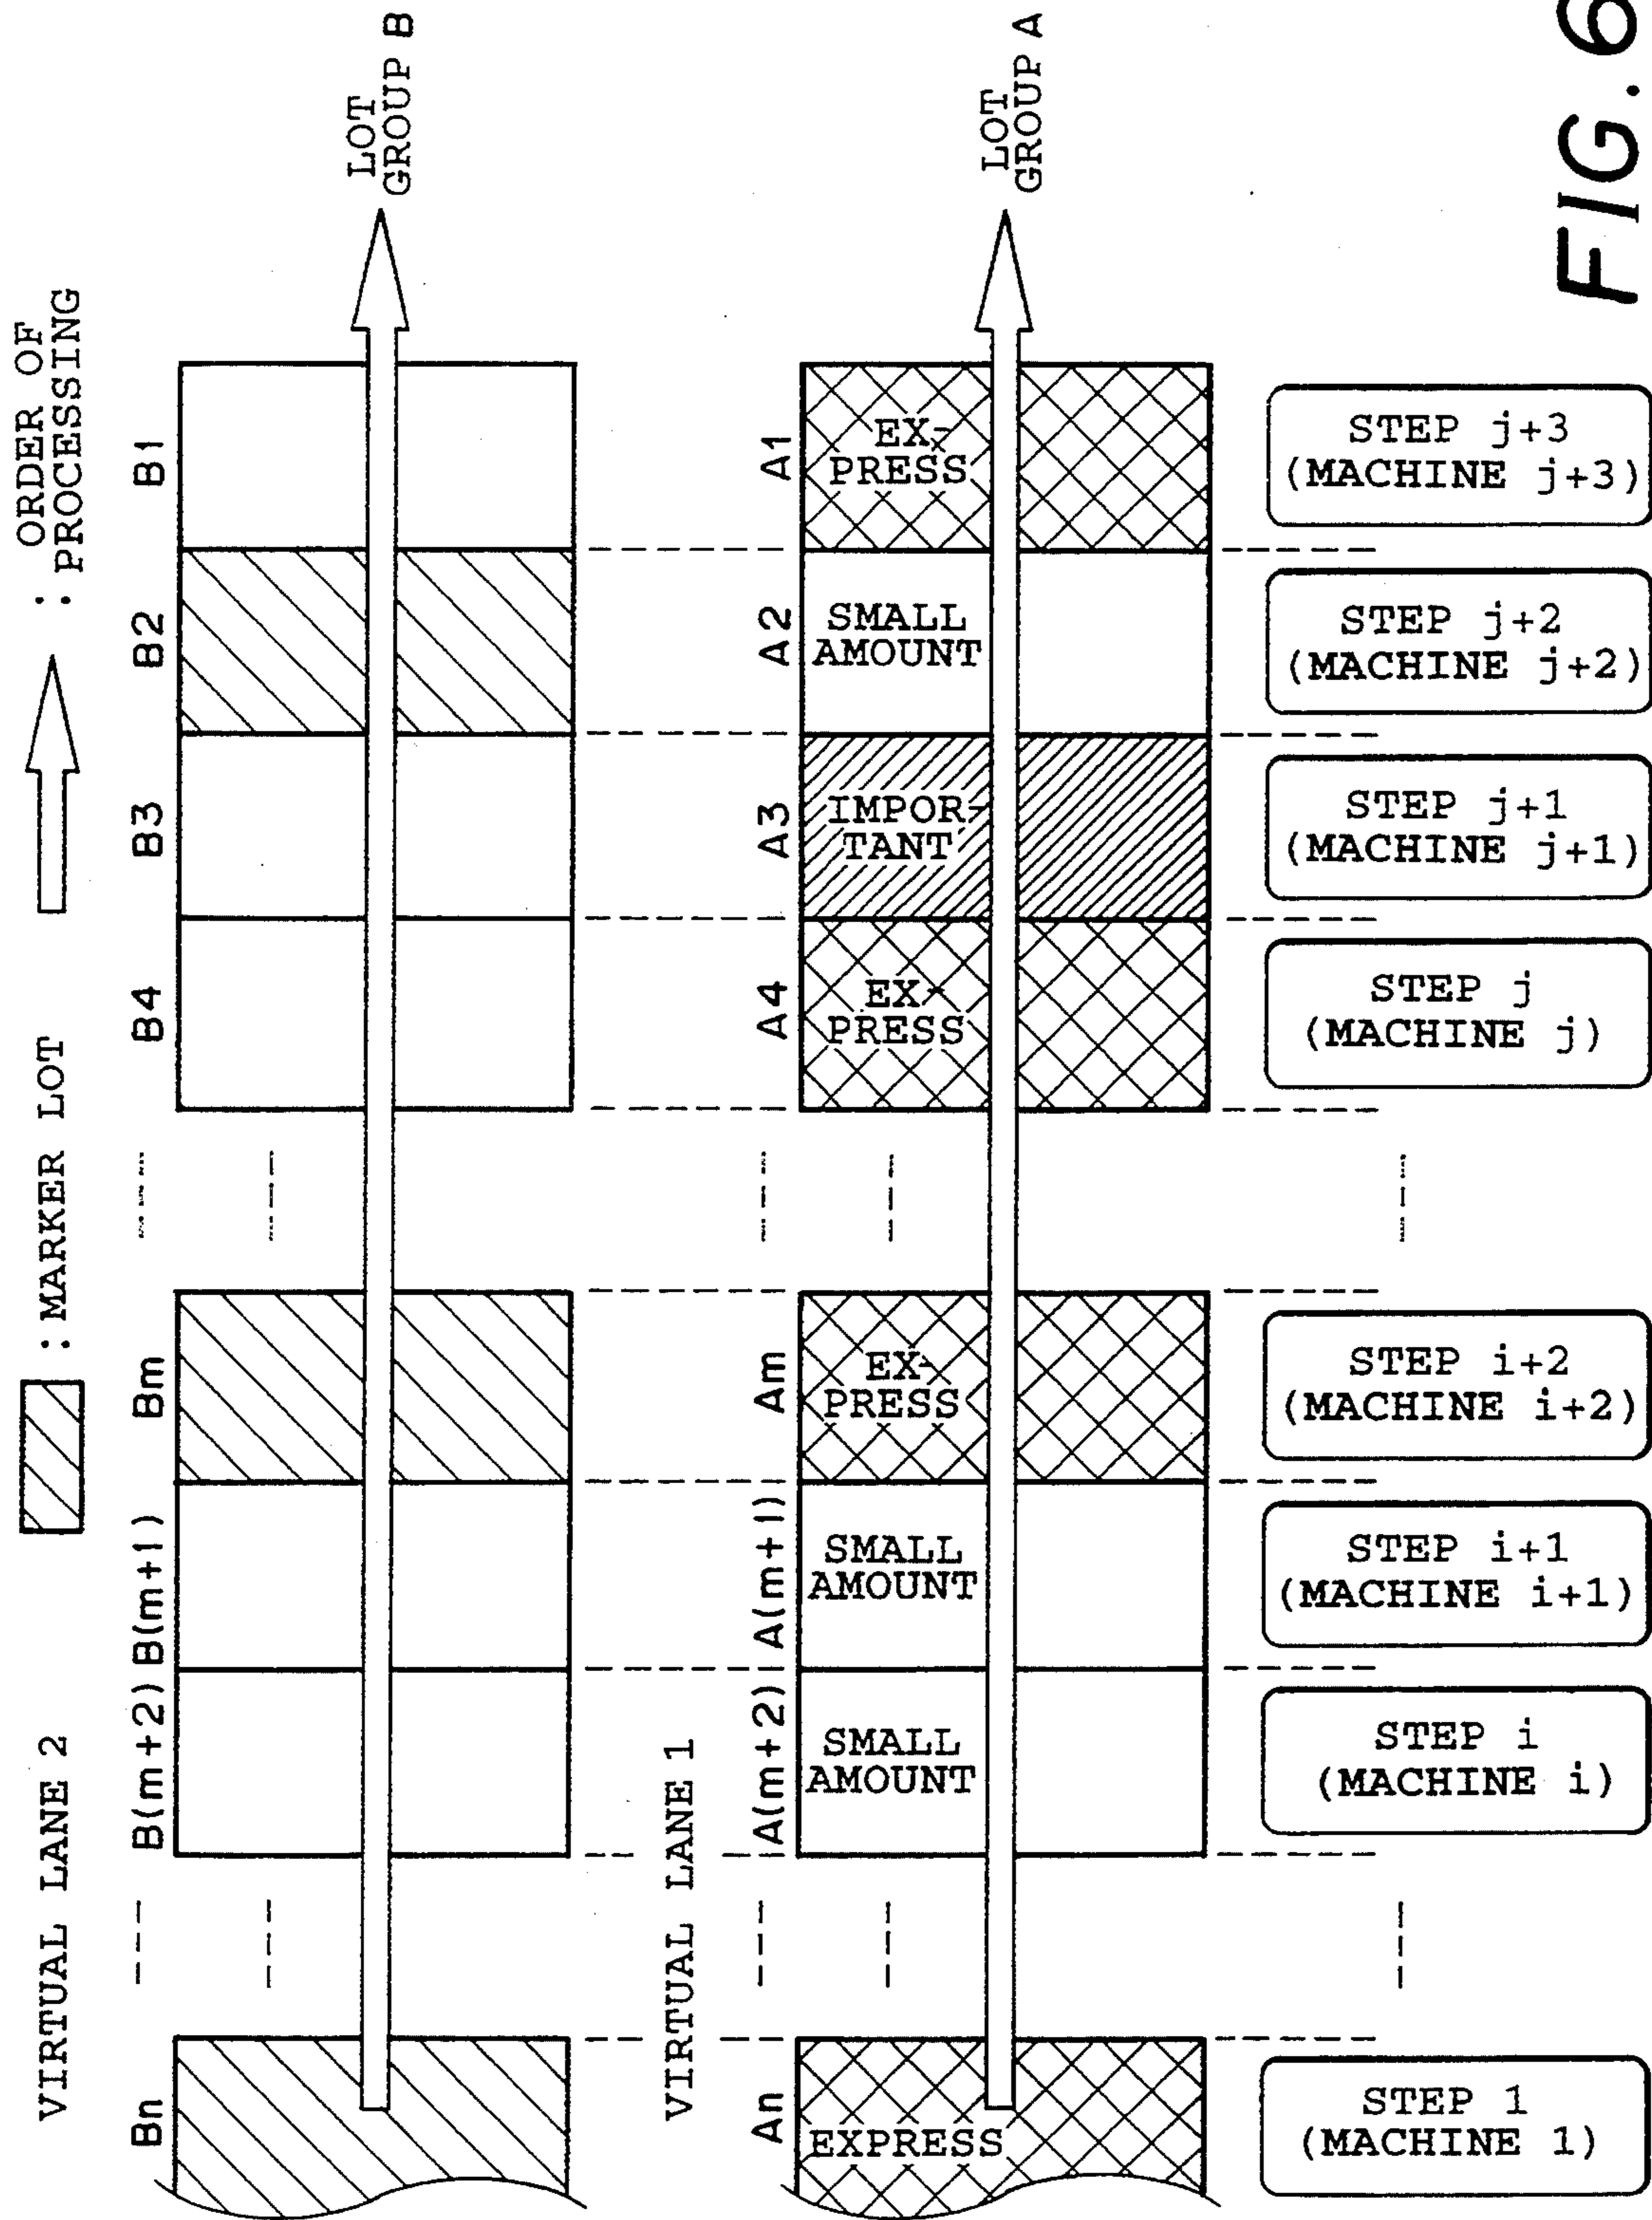 VIRTUAL LANE 2
: MARKER LOT
: ORDER OF
PROCESSING
Bn
B(m+2)
B(m+1)
Bm
B4
B3
B2
B1
LOT
GROUP B
VIRTUAL LANE 1
An
A(m+2)
A(m+1)
Am
A4
A3
A2
A1
EXPRESS
SMALL
AMOUNT
SMALL
AMOUNT
EX-
PRESS
EX-
PRESS
IMPOR-
TANT
SMALL
AMOUNT
EX-
PRESS
LOT
GROUP A
STEP 1
(MACHINE 1)
STEP i
(MACHINE i)
STEP i+1
(MACHINE i+1)
STEP i+2
(MACHINE i+2)
STEP j
(MACHINE j)
STEP j+1
(MACHINE j+1)
STEP j+2
(MACHINE j+2)
STEP j+3
(MACHINE j+3)
FIG. 6